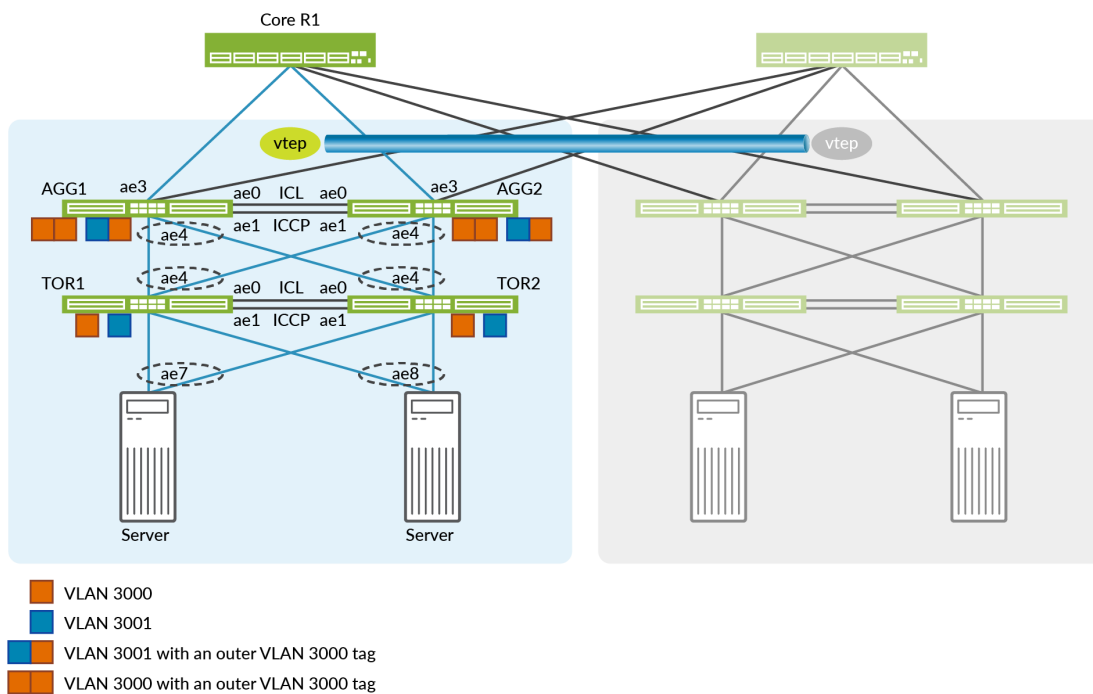 Core R1
vtep
vtep
AGG1
ae3
ae0 ICL ae0
ae3
AGG2
ae4
ae1 ICCP ae1
ae4
TOR1
ae4
ae4
TOR2
ae0 ICL ae0
ae1 ICCP ae1
ae7
ae8
Server
Server
VLAN 3000
VLAN 3001
VLAN 3001 with an outer VLAN 3000 tag
VLAN 3000 with an outer VLAN 3000 tag